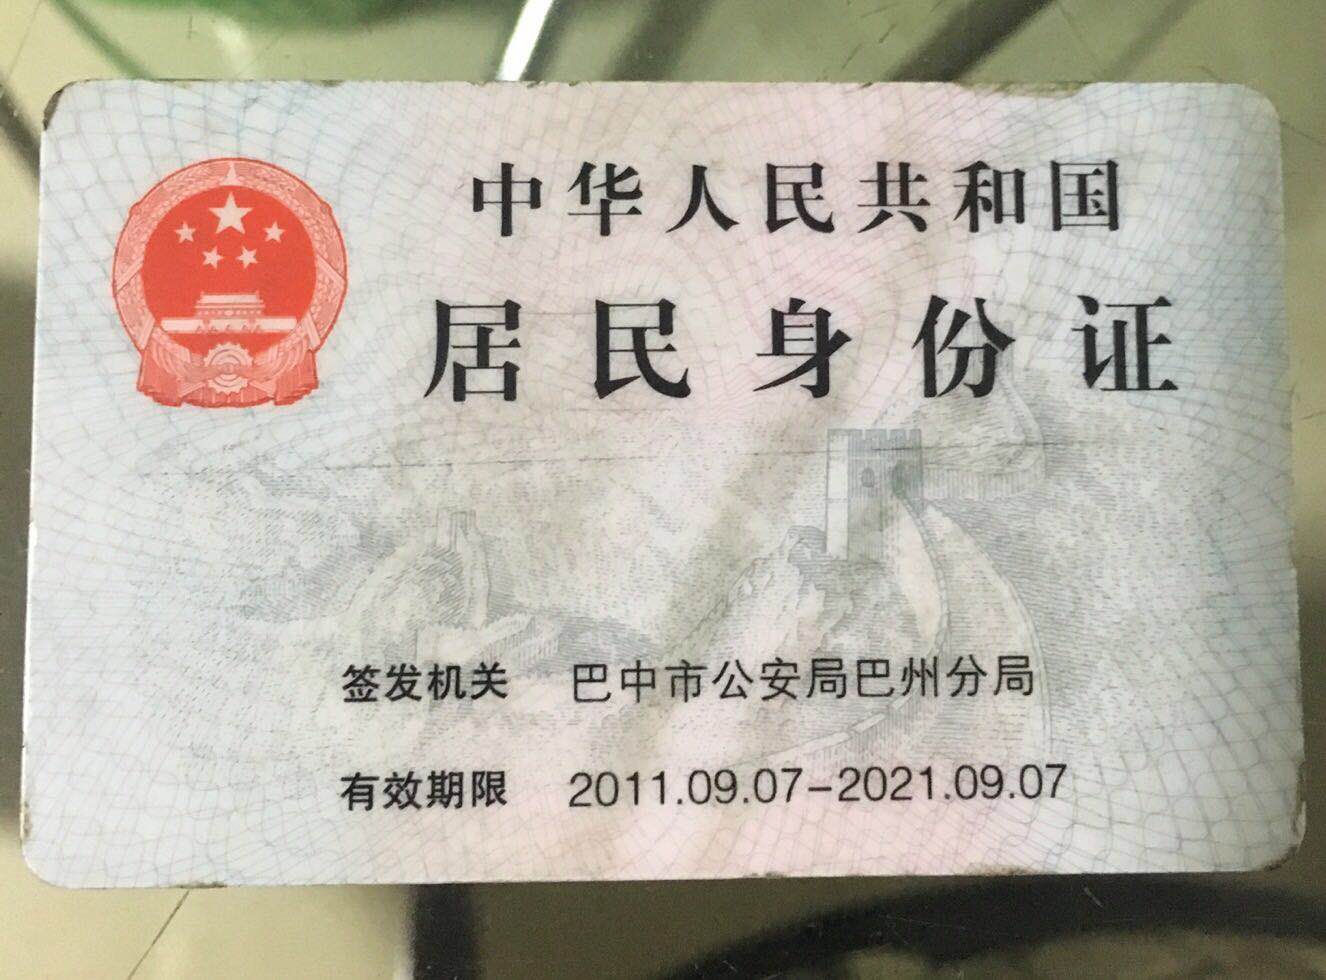 中华人民共和国
居民身份证
签发机关 巴中市公安局巴州分局
有效期限 2011.09.07-2021.09.07